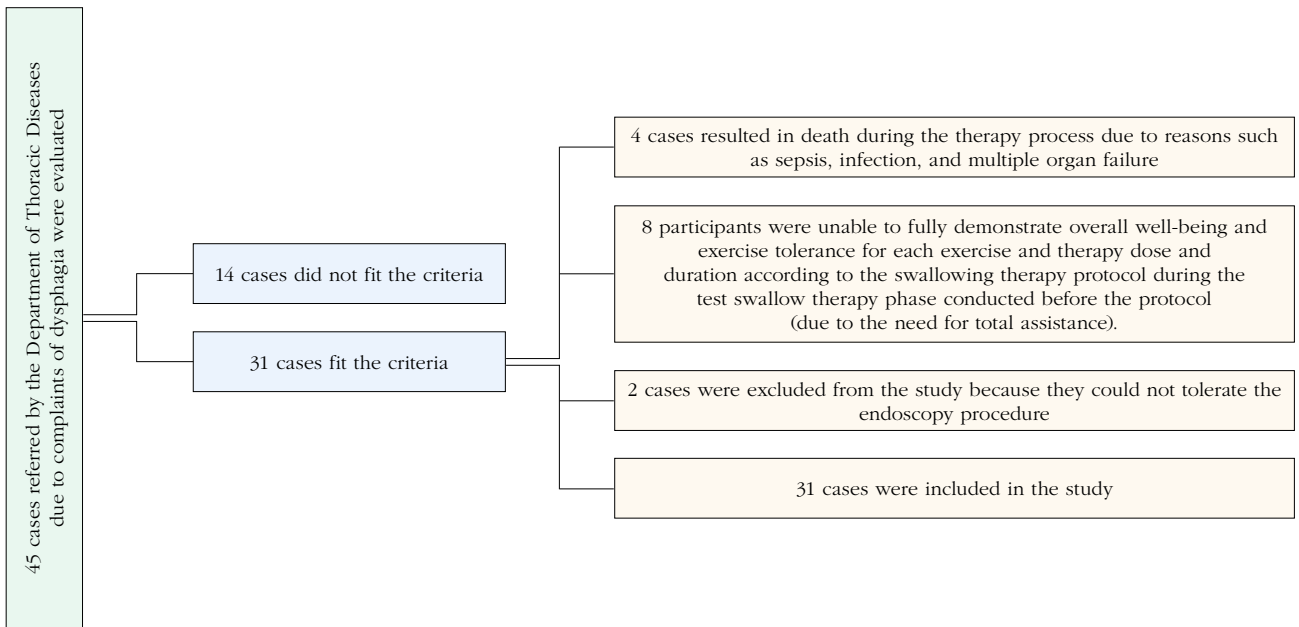 45 cases referred by the Department of Thoracic Diseases
due to complaints of dysphagia were evaluated
14 cases did not fit the criteria
31 cases fit the criteria
4 cases resulted in death during the therapy process due to reasons such
as sepsis, infection, and multiple organ failure
8 participants were unable to fully demonstrate overall well-being and
exercise tolerance for each exercise and therapy dose and
duration according to the swallowing therapy protocol during the
test swallow therapy phase conducted before the protocol
(due to the need for total assistance).
2 cases were excluded from the study because they could not tolerate the
endoscopy procedure
31 cases were included in the study